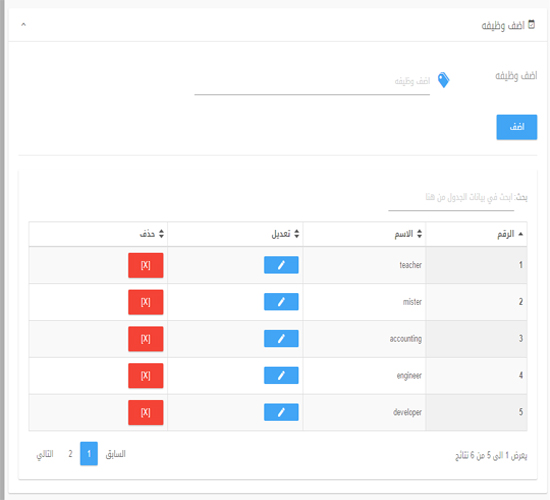 اضف وظيفه
اضف وظيفه
اضف وظيفه
اضف
بحث: ابحث في بيانات الجدول من هنا
الرقم الاسم تعديل حذف
1 teacher [X]
2 mister [X]
3 accounting [X]
4 engineer [X]
5 developer [X]
يعرض 1 الى 5 من 6 نتائج
السابق 1 2 التالي